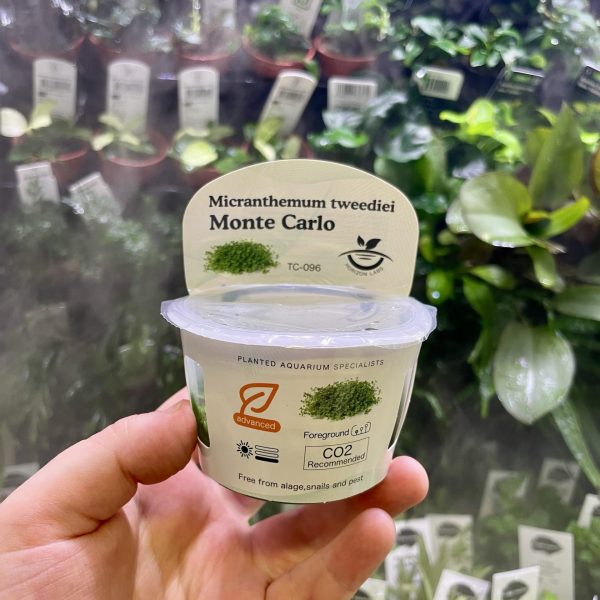 Micranthemum tweediei
Monte Carlo
TC-096
HORIZON LABS
PLANTED AQUARIUM SPECIALISTS
advanced
Foreground
CO2
Recommended
Free from alage,snails and pest